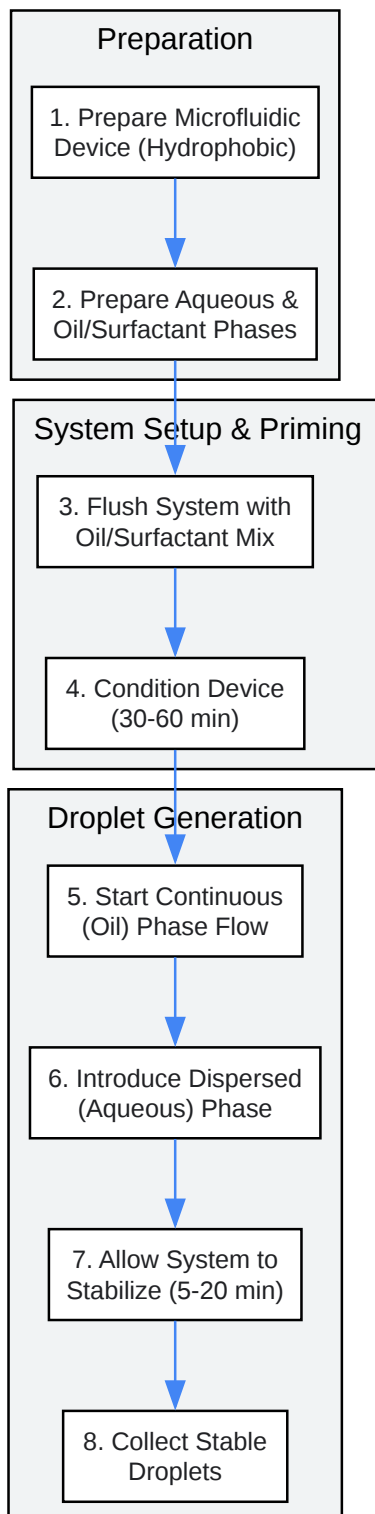 Preparation
1. Prepare Microfluidic
Device (Hydrophobic)
2. Prepare Aqueous &
Oil/Surfactant Phases
System Setup & Priming
3. Flush System with
Oil/Surfactant Mix
4. Condition Device
(30-60 min)
Droplet Generation
5. Start Continuous
(Oil) Phase Flow
6. Introduce Dispersed
(Aqueous) Phase
7. Allow System to
Stabilize (5-20 min)
8. Collect Stable
Droplets